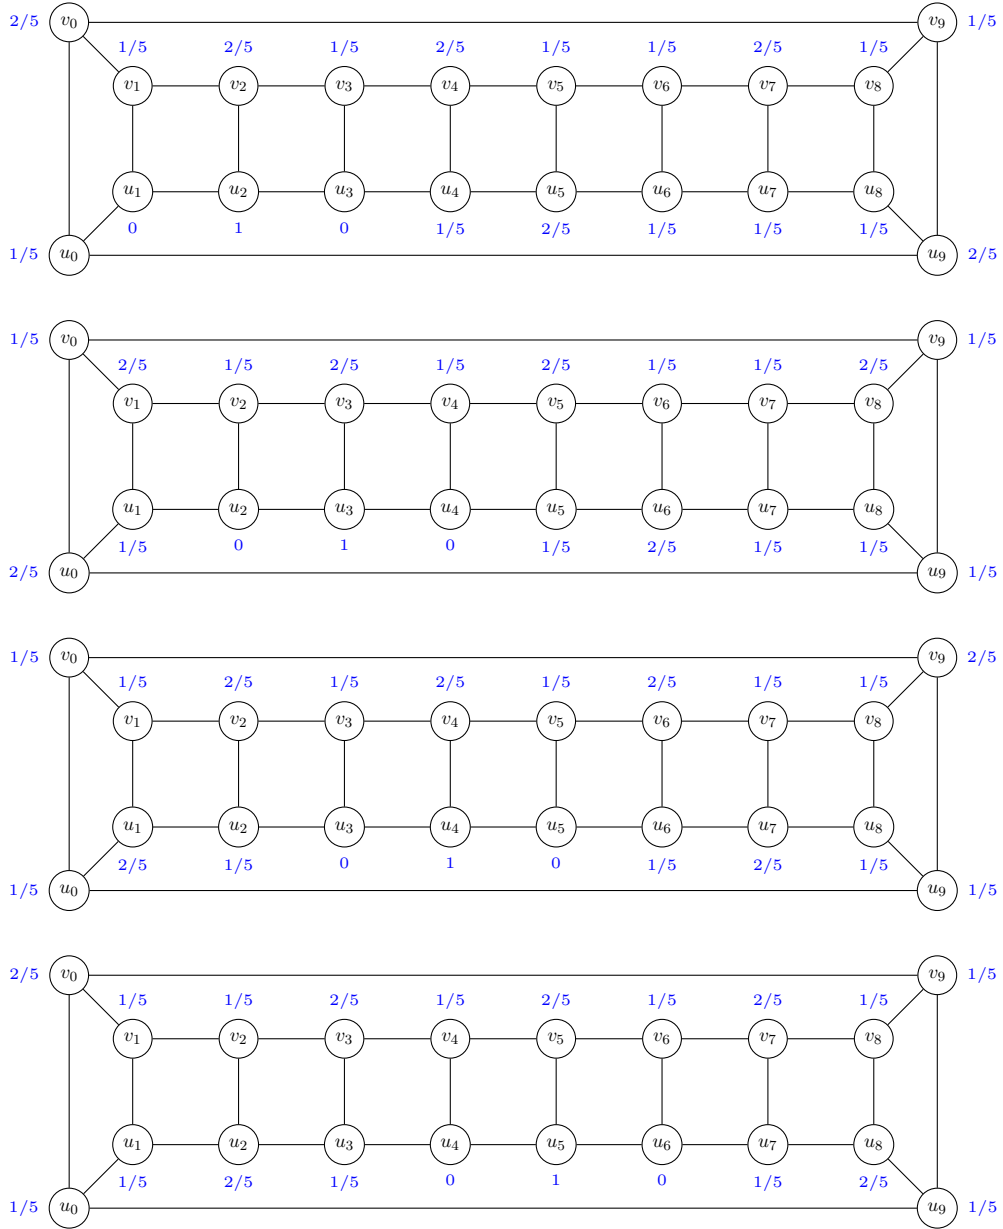 2/5 v0 v9 1/5
1/5 2/5 1/5 2/5 1/5 1/5 2/5 1/5
v1 v2 v3 v4 v5 v6 v7 v8
u1 u2 u3 u4 u5 u6 u7 u8
0 1 0 1/5 2/5 1/5 1/5 1/5
1/5 u0 u9 2/5
1/5 v0 v9 1/5
2/5 1/5 2/5 1/5 2/5 1/5 1/5 2/5
v1 v2 v3 v4 v5 v6 v7 v8
u1 u2 u3 u4 u5 u6 u7 u8
1/5 0 1 0 1/5 2/5 1/5 1/5
2/5 u0 u9 1/5
1/5 v0 v9 2/5
1/5 2/5 1/5 2/5 1/5 2/5 1/5 1/5
v1 v2 v3 v4 v5 v6 v7 v8
u1 u2 u3 u4 u5 u6 u7 u8
2/5 1/5 0 1 0 1/5 2/5 1/5
1/5 u0 u9 1/5
2/5 v0 v9 1/5
1/5 1/5 2/5 1/5 2/5 1/5 2/5 1/5
v1 v2 v3 v4 v5 v6 v7 v8
u1 u2 u3 u4 u5 u6 u7 u8
1/5 2/5 1/5 0 1 0 1/5 2/5
1/5 u0 u9 1/5